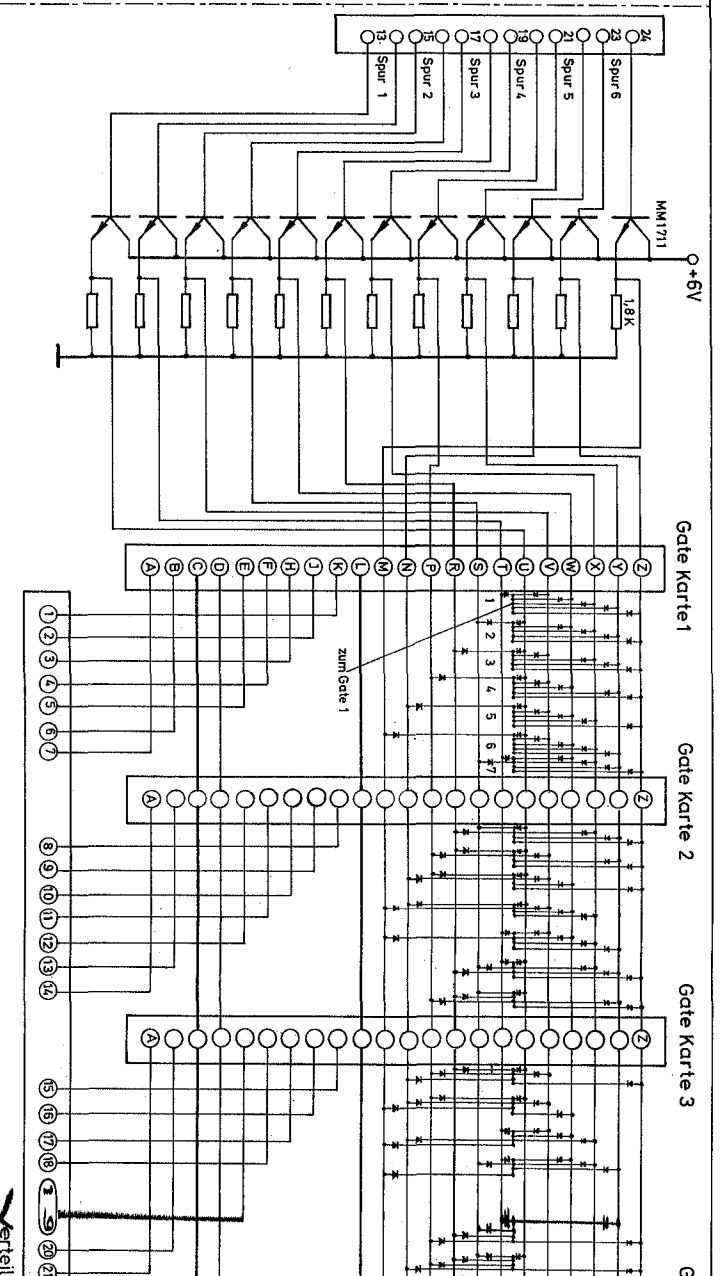 24
23
21
19
17
15
13
Spur 6
Spur 5
Spur 4
Spur 3
Spur 2
Spur 1
MM1711
+6V
1,8K
Gate Karte 1
Z
Y
X
W
V
U
T
S
R
P
N
M
L
K
J
H
F
E
D
C
B
A
1
2
3
4
5
6
7
zum Gate 1
1
2
3
4
5
6
7
Gate Karte 2
Z
A
8
9
10
11
12
13
14
Gate Karte 3
Z
A
15
16
17
18
20
21
Verteil
G